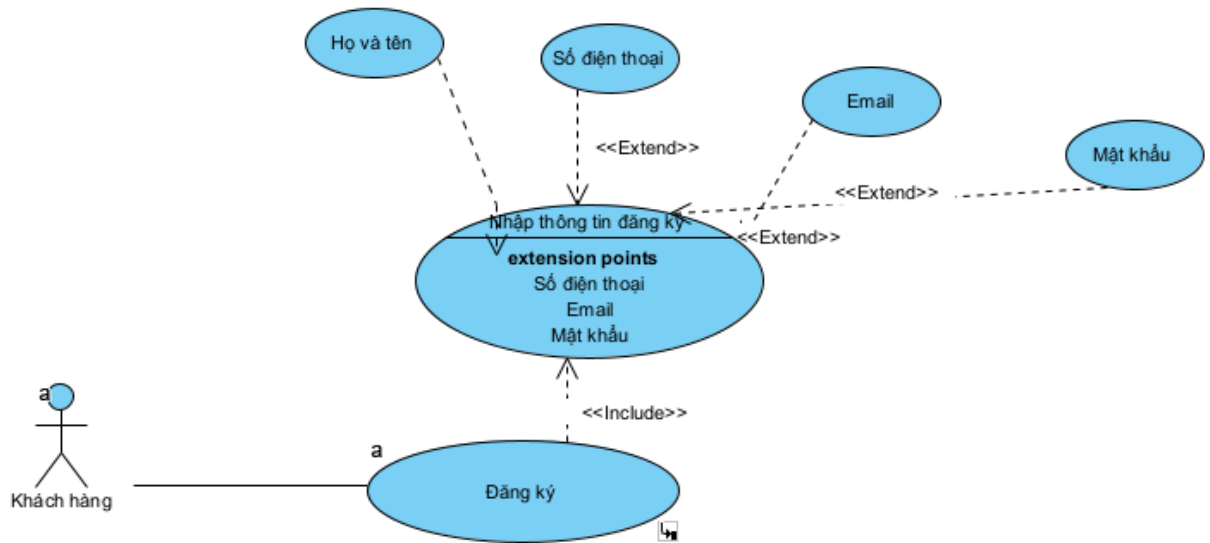 Họ và tên
Số điện thoại
Email
Mật khẩu
<<Extend>>
<<Extend>>
<<Extend>>
Nhập thông tin đăng ký
extension points
Số điện thoại
Email
Mật khẩu
<<Include>>
a
a
Đăng ký
Khách hàng